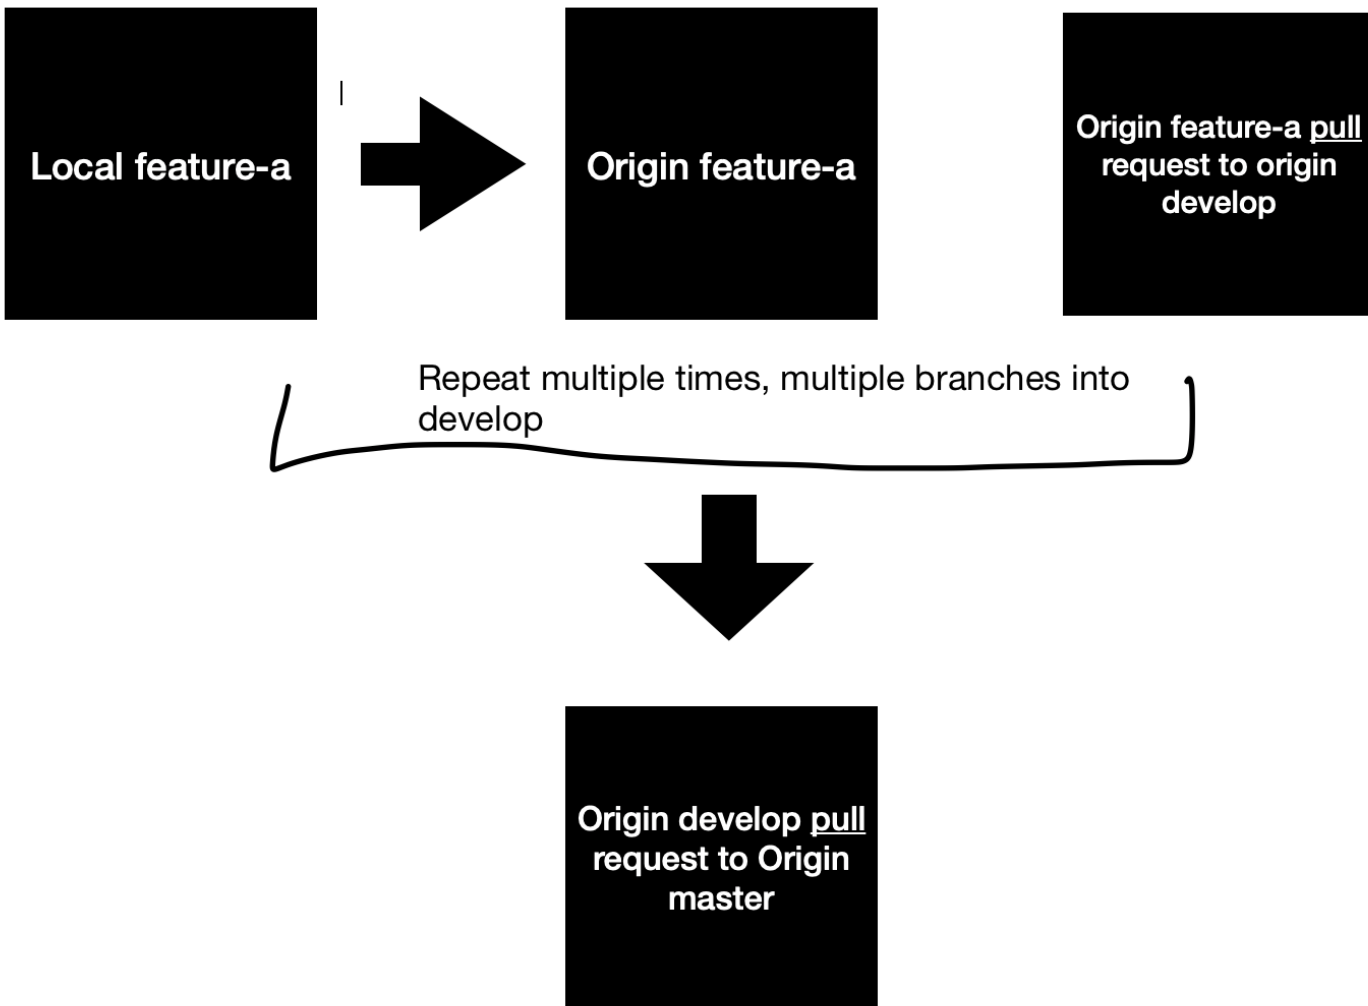 Local feature-a
Origin feature-a
Origin feature-a pull
request to origin
develop
Repeat multiple times, multiple branches into
develop
Origin develop pull
request to Origin
master